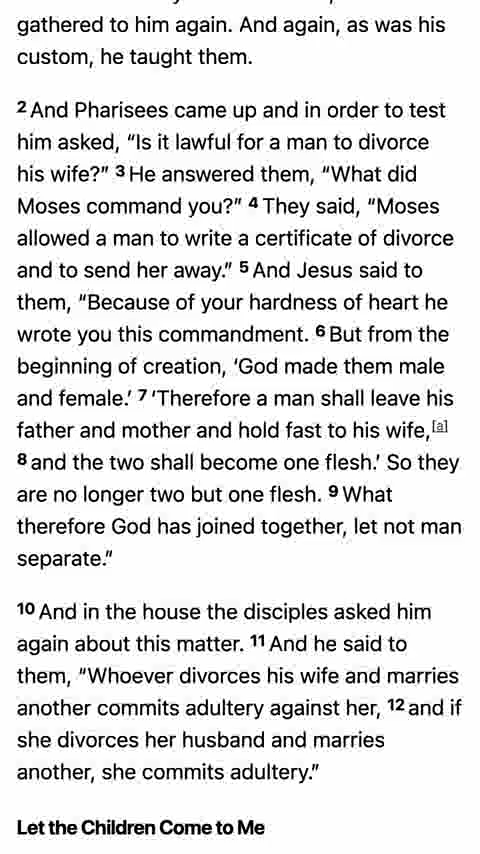 gathered to him again. And again, as was his
custom, he taught them.
2 And Pharisees came up and in order to test
him asked, “Is it lawful for a man to divorce
his wife?” 3 He answered them, “What did
Moses command you?” 4 They said, “Moses
allowed a man to write a certificate of divorce
and to send her away.” 5 And Jesus said to
them, “Because of your hardness of heart he
wrote you this commandment. 6 But from the
beginning of creation, ‘God made them male
and female.’ 7 ‘Therefore a man shall leave his
father and mother and hold fast to his wife,[a]
8 and the two shall become one flesh.’ So they
are no longer two but one flesh. 9 What
therefore God has joined together, let not man
separate.”
10 And in the house the disciples asked him
again about this matter. 11 And he said to
them, “Whoever divorces his wife and marries
another commits adultery against her, 12 and if
she divorces her husband and marries
another, she commits adultery.”
Let the Children Come to Me